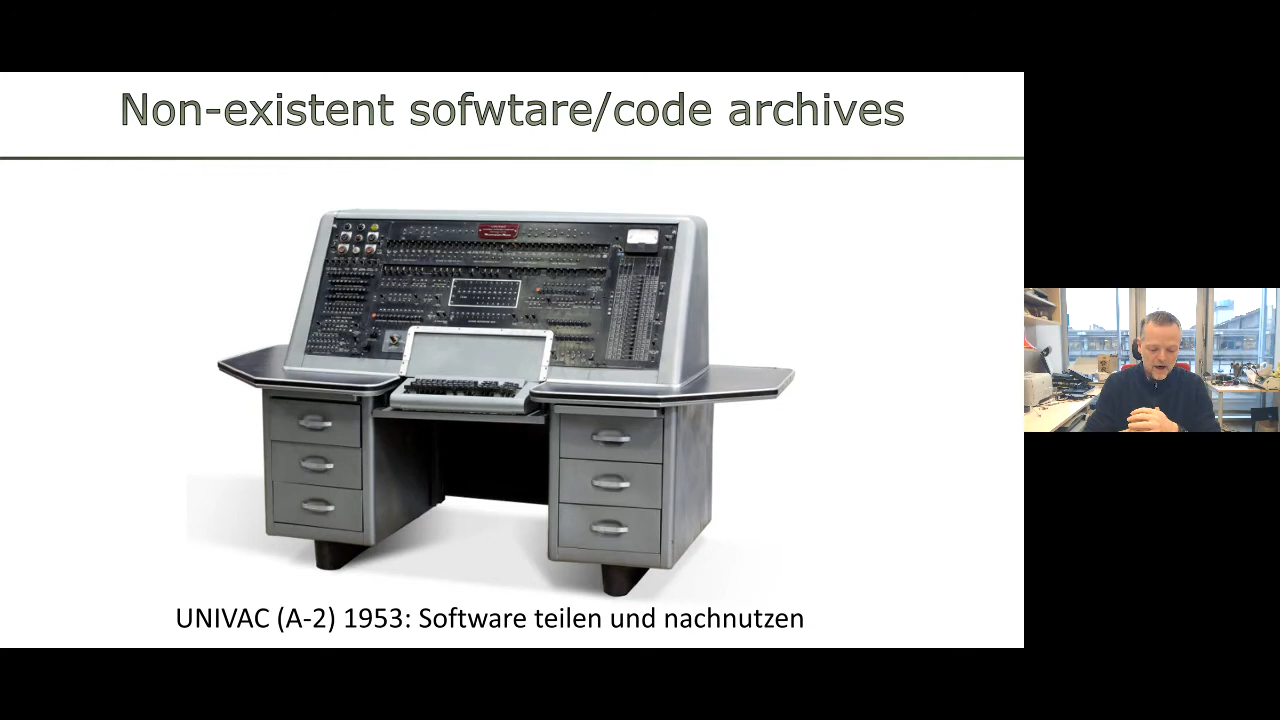 Non-existent sofwtare/code archives
UNIVAC (A-2) 1953: Software teilen und nachnutzen